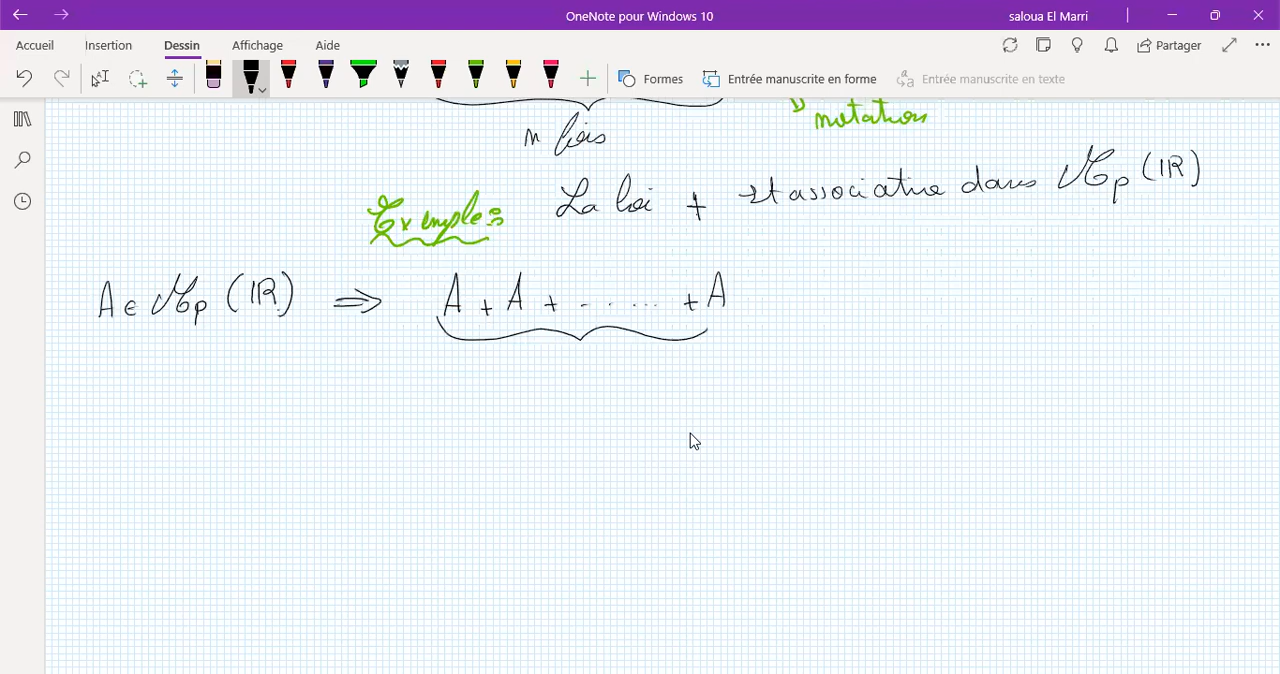 OneNote pour Windows 10
saloua El Marri
Accueil Insertion Dessin Affichage Aide
Partager
Formes Entrée manuscrite en forme Entrée manuscrite en texte
notation
n fois
La loi + est associative dans Mp (IR)
Exemples
A ∈ Mp (IR) ⇒ A + A + ....... + A